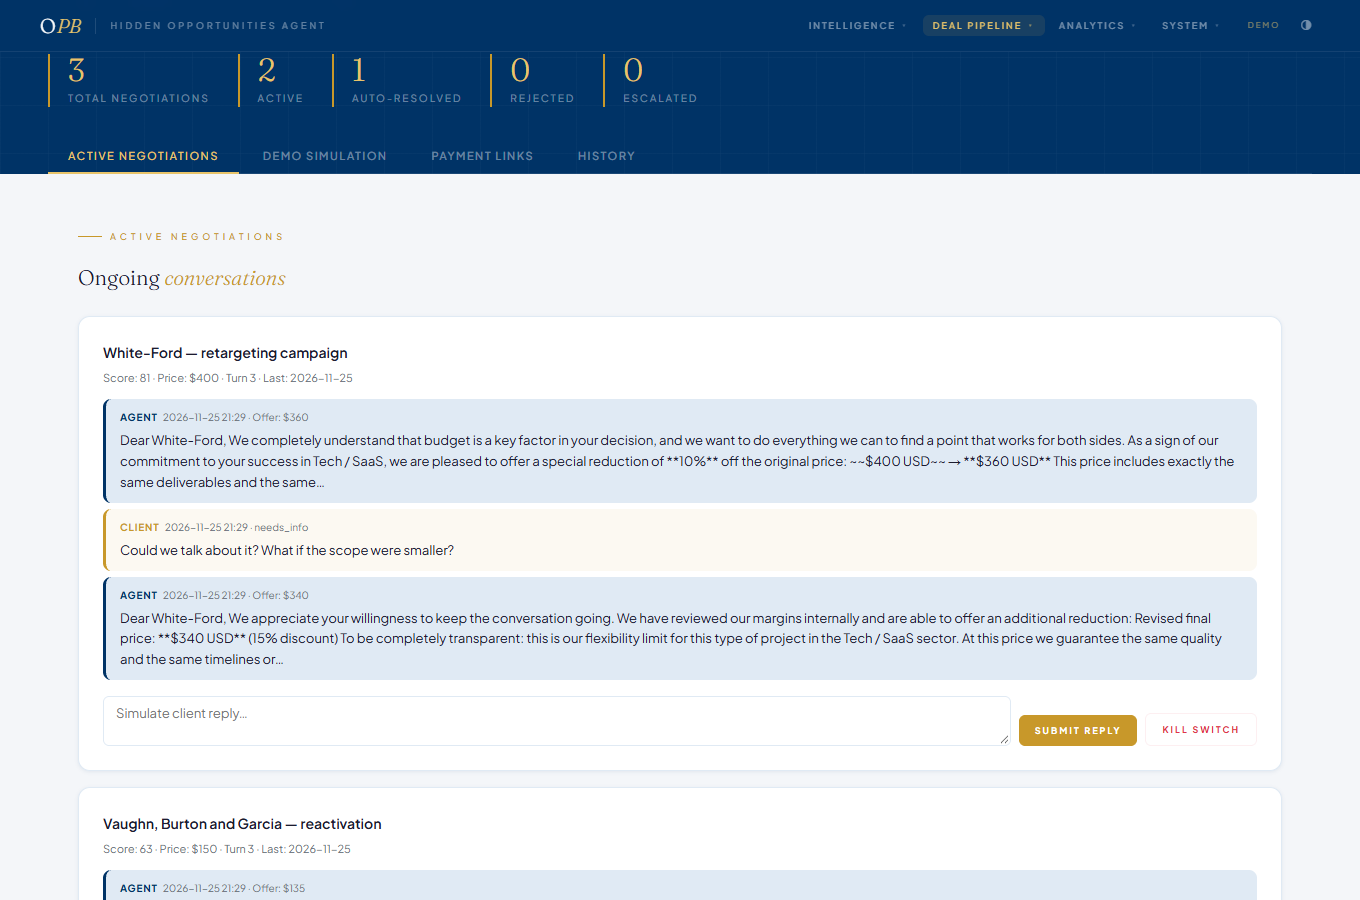 OPB
HIDDEN OPPORTUNITIES AGENT
INTELLIGENCE
DEAL PIPELINE
ANALYTICS
SYSTEM
DEMO
3
TOTAL NEGOTIATIONS
2
ACTIVE
1
AUTO-RESOLVED
0
REJECTED
0
ESCALATED
ACTIVE NEGOTIATIONS
DEMO SIMULATION
PAYMENT LINKS
HISTORY
ACTIVE NEGOTIATIONS
Ongoing conversations
White-Ford — retargeting campaign
Score: 81 · Price: $400 · Turn 3 · Last: 2026-11-25
AGENT 2026-11-25 21:29 · Offer: $360
Dear White-Ford, We completely understand that budget is a key factor in your decision, and we want to do everything we can to find a point that works for both sides. As a sign of our
commitment to your success in Tech / SaaS, we are pleased to offer a special reduction of **10%** off the original price: ~~$400 USD~~ → **$360 USD** This price includes exactly the
same deliverables and the same…
CLIENT 2026-11-25 21:29 · needs_info
Could we talk about it? What if the scope were smaller?
AGENT 2026-11-25 21:29 · Offer: $340
Dear White-Ford, We appreciate your willingness to keep the conversation going. We have reviewed our margins internally and are able to offer an additional reduction: Revised final
price: **$340 USD** (15% discount) To be completely transparent: this is our flexibility limit for this type of project in the Tech / SaaS sector. At this price we guarantee the same quality
and the same timelines or…
Simulate client reply…
SUBMIT REPLY
KILL SWITCH
Vaughn, Burton and Garcia — reactivation
Score: 63 · Price: $150 · Turn 3 · Last: 2026-11-25
AGENT 2026-11-25 21:29 · Offer: $135